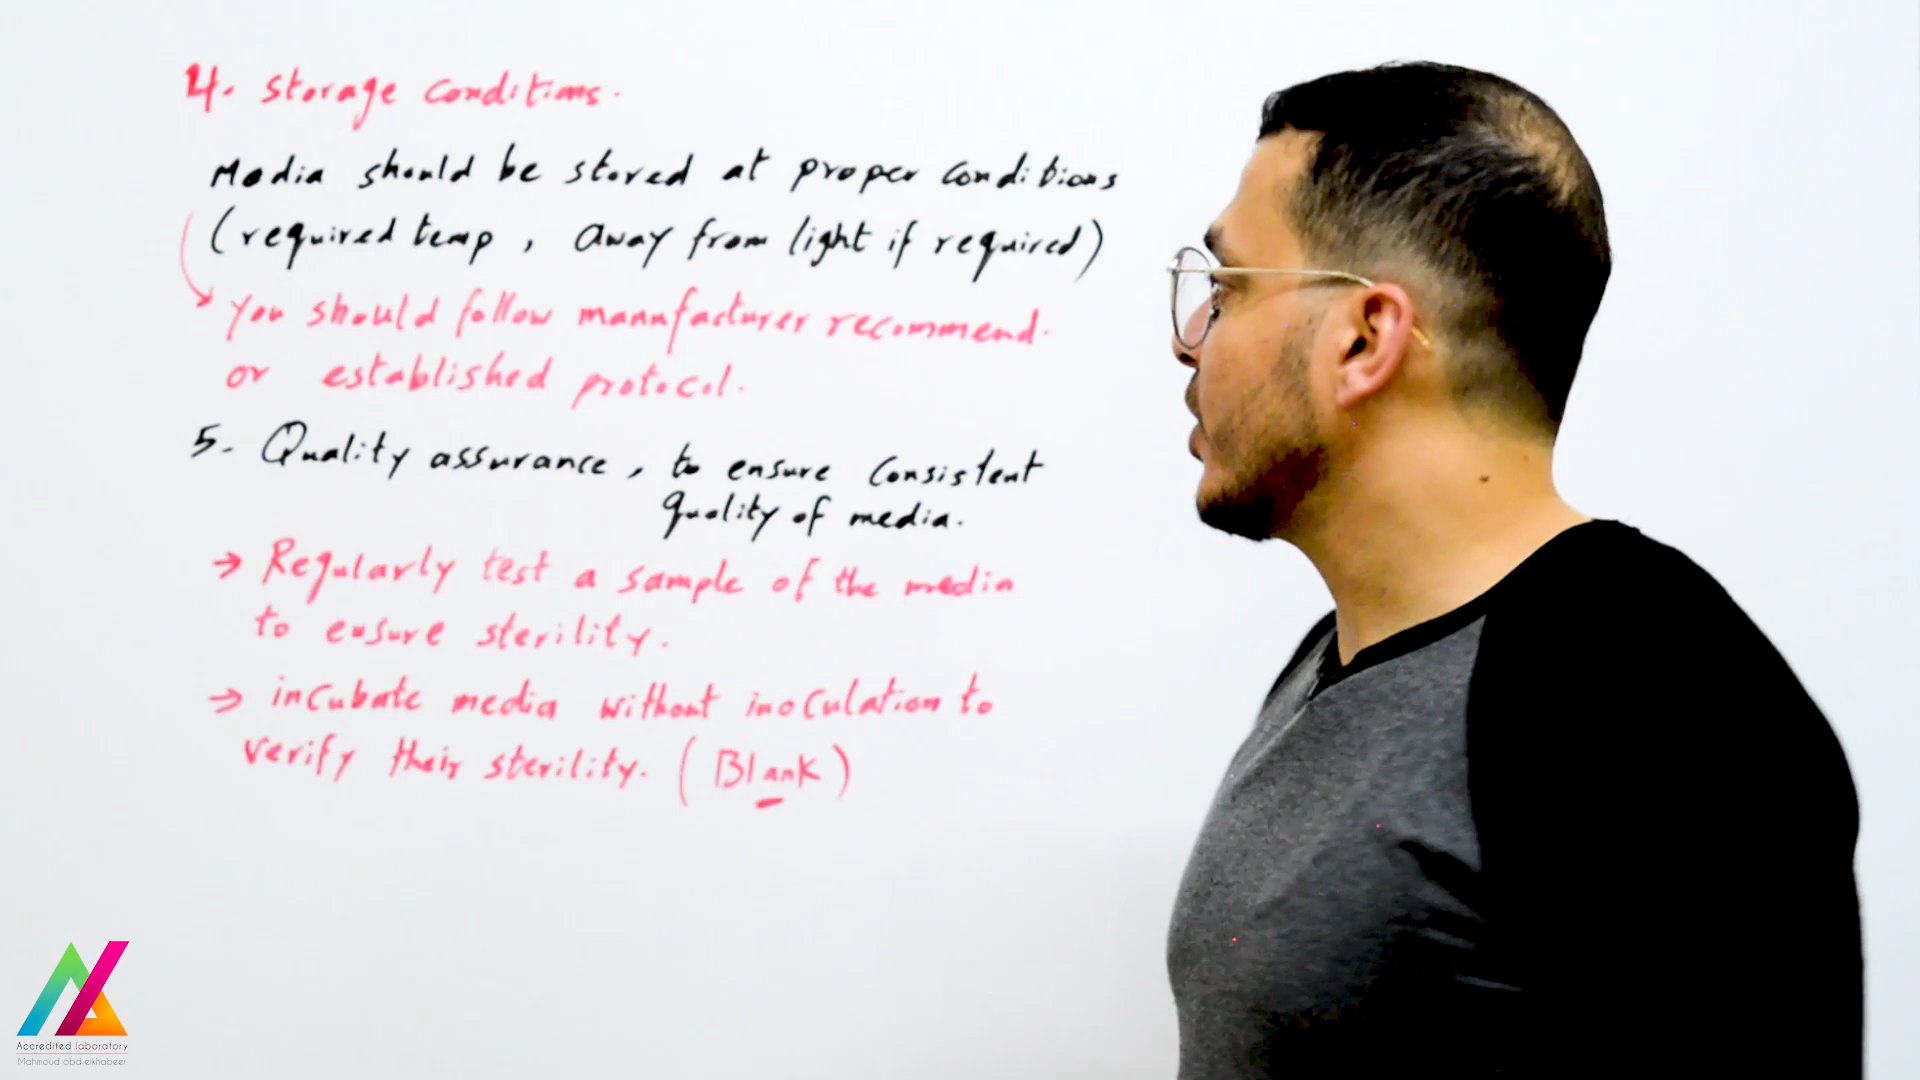 4. Storage conditions.
Media should be stored at proper conditions
(required temp, away from light if required)
You should follow manufacturer recommend.
or established protocol.
5- Quality assurance, to ensure consistent
quality of media.
→ Regularly test a sample of the media
to ensure sterility.
→ incubate media without inoculation to
verify their sterility. (Blank)
Accredited laboratory
Mahmoud abd elkhabeer